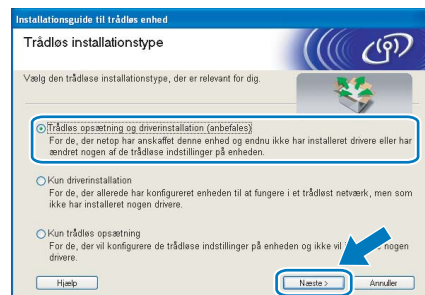 Installationsguide til trådløs enhed
Trådløs installationstype
Vælg den trådløse installationstype, der er relevant for dig.
Trådløs opsætning og driverinstallation (anbefales)
For de, der netop har anskaffet denne enhed og endnu ikke har installeret drivere eller har
ændret nogen af de trådløse indstillinger på enheden.
Kun driverinstallation
For de, der allerede har konfigureret enheden til at fungere i et trådløst netværk, men som
ikke har installeret nogen drivere.
Kun trådløs opsætning
For de, der vil konfigurere de trådløse indstillinger på enheden og ikke vil nogen
drivere.
Hjælp Næste > Annuller